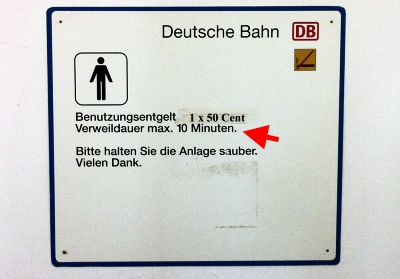 Deutsche Bahn DB
Benutzungsentgelt 1 x 50 Cent
Verweildauer max. 10 Minuten.
Bitte halten Sie die Anlage sauber.
Vielen Dank.